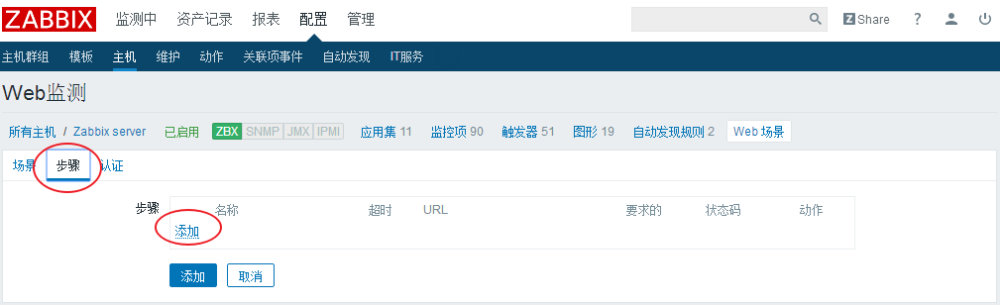 ZABBIX 监测中 资产记录 报表 配置 管理 Z Share ?
主机群组 模板 主机 维护 动作 关联项事件 自动发现 IT服务
Web监测
所有主机 / Zabbix server 已启用 ZBX SNMP JMX IPMI 应用集 11 监控项 90 触发器 51 图形 19 自动发现规则 2 Web 场景
场景 步骤 认证
步骤 名称 超时 URL 要求的 状态码 动作
添加
添加 取消